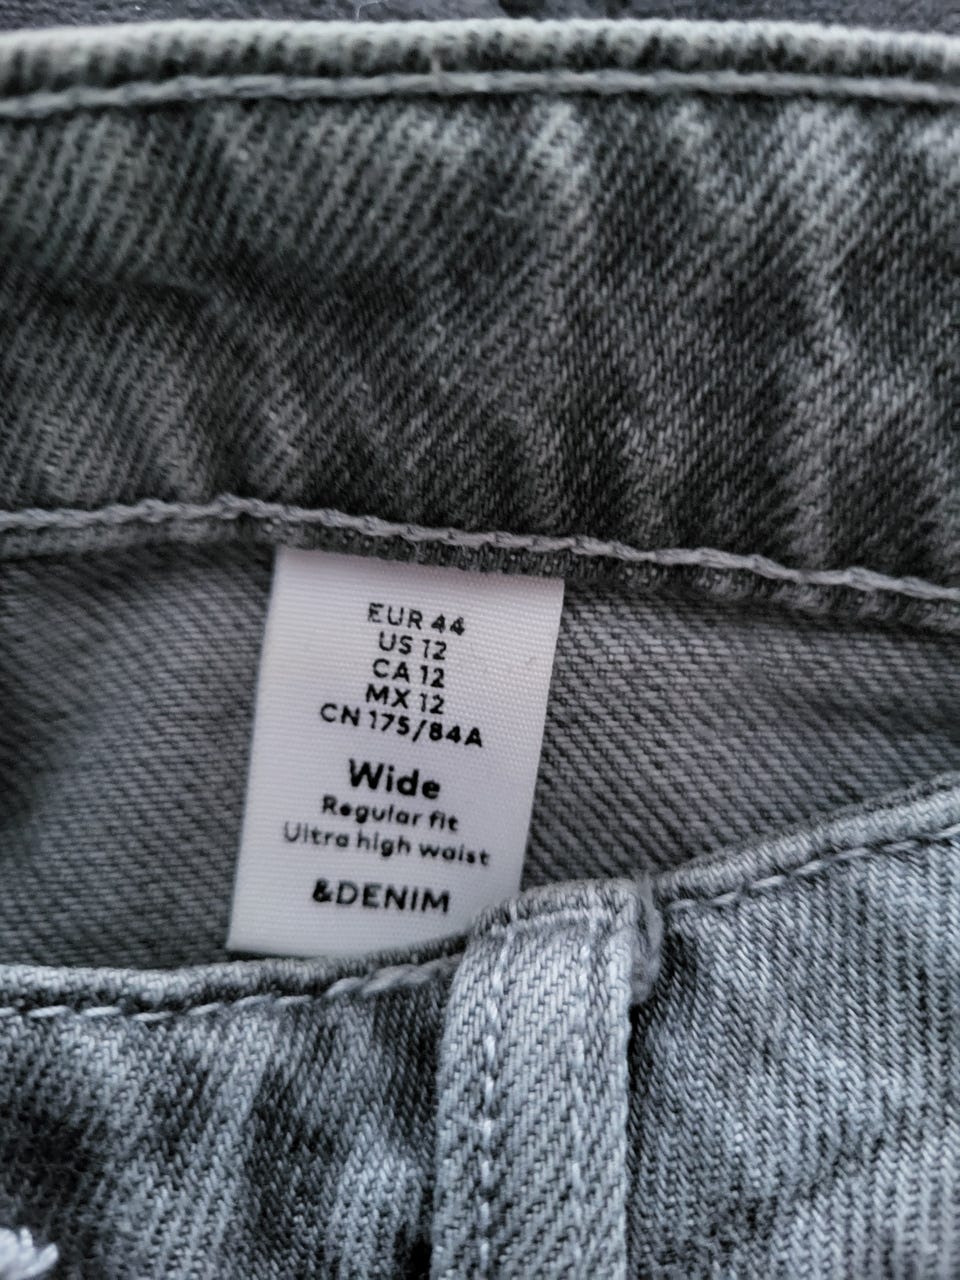 EUR 44
US 12
CA 12
MX 12
CN 175/84A
Wide
Regular fit
Ultra high waist
&DENIM